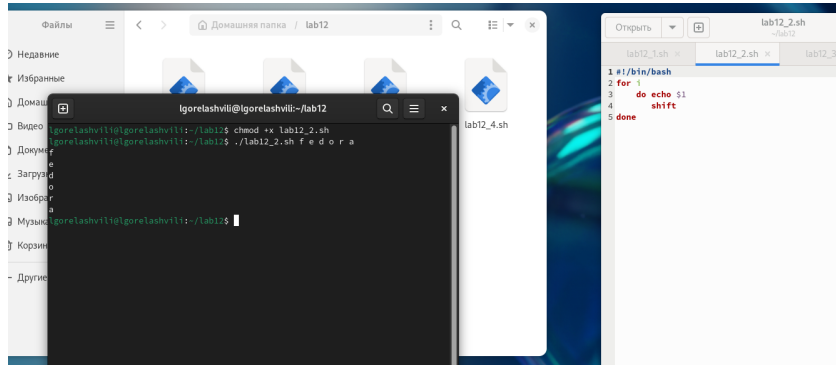 Файлы
Домашняя папка / lab12
Недавние
Избранные
Домаш
Видео
Докуме
Загруз
Изобра
Музык
Корзин
Другие
lab12_4.sh
lgorelashvili@lgorelashvili:~/lab12
lgorelashvili@lgorelashvili:~/lab12$ chmod +x lab12_2.sh
lgorelashvili@lgorelashvili:~/lab12$ ./lab12_2.sh f e d o r a
f
e
d
o
r
a
lgorelashvili@lgorelashvili:~/lab12$
Открыть
lab12_2.sh
~/lab12
lab12_1.sh × lab12_2.sh × lab12_3
1 #!/bin/bash
2 for i
3 do echo $1
4 shift
5 done